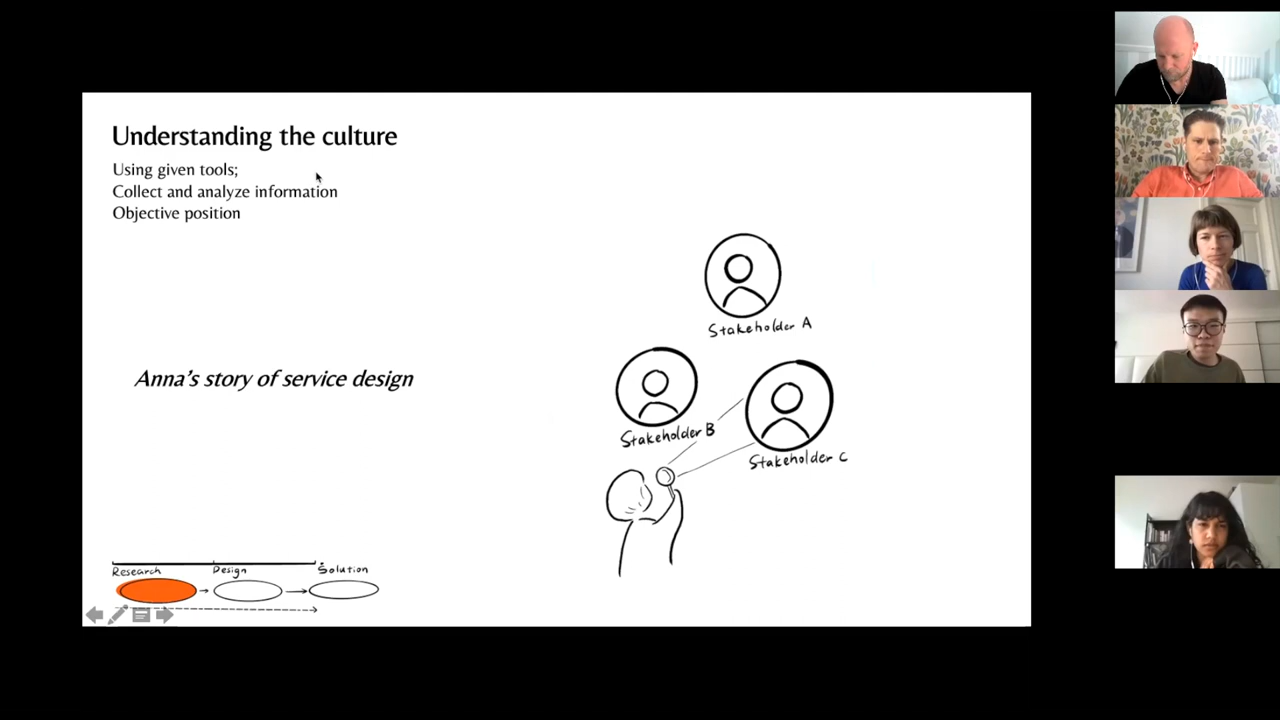 Understanding the culture
Using given tools;
Collect and analyze information
Objective position
Stakeholder A
Anna's story of service design
Stakeholder B
Stakeholder C
Research
Design
Solution